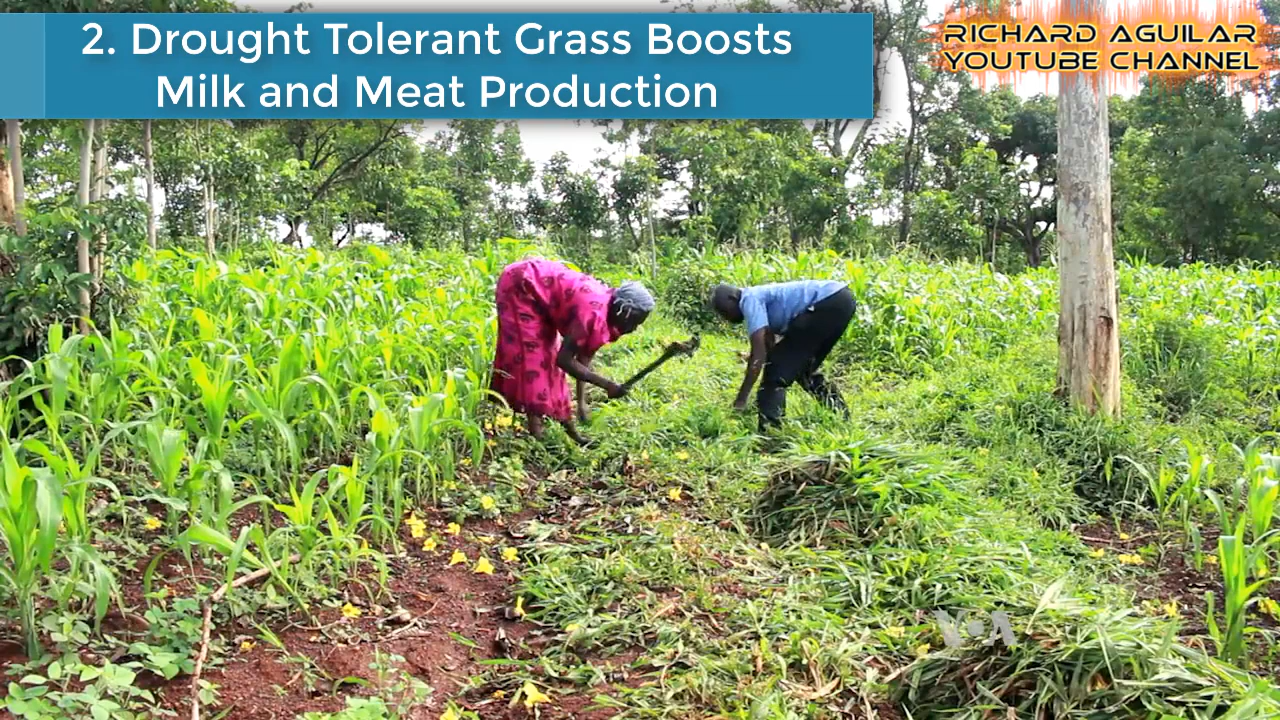 2. Drought Tolerant Grass Boosts
Milk and Meat Production
RICHARD AGUILAR
YOUTUBE CHANNEL
VOA